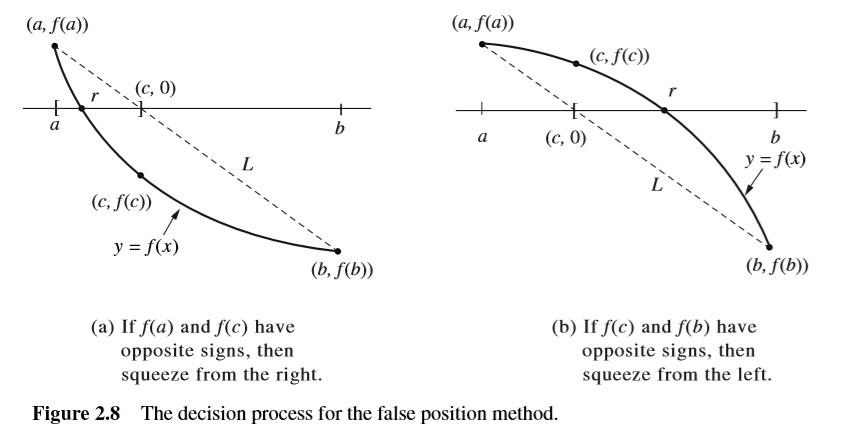 (a, f(a))
(c, 0)
r
a
b
L
(c, f(c))
y = f(x)
(b, f(b))
(a) If f(a) and f(c) have
opposite signs, then
squeeze from the right.
(a, f(a))
(c, f(c))
r
a
(c, 0)
b
y = f(x)
L
(b, f(b))
(b) If f(c) and f(b) have
opposite signs, then
squeeze from the left.
Figure 2.8 The decision process for the false position method.